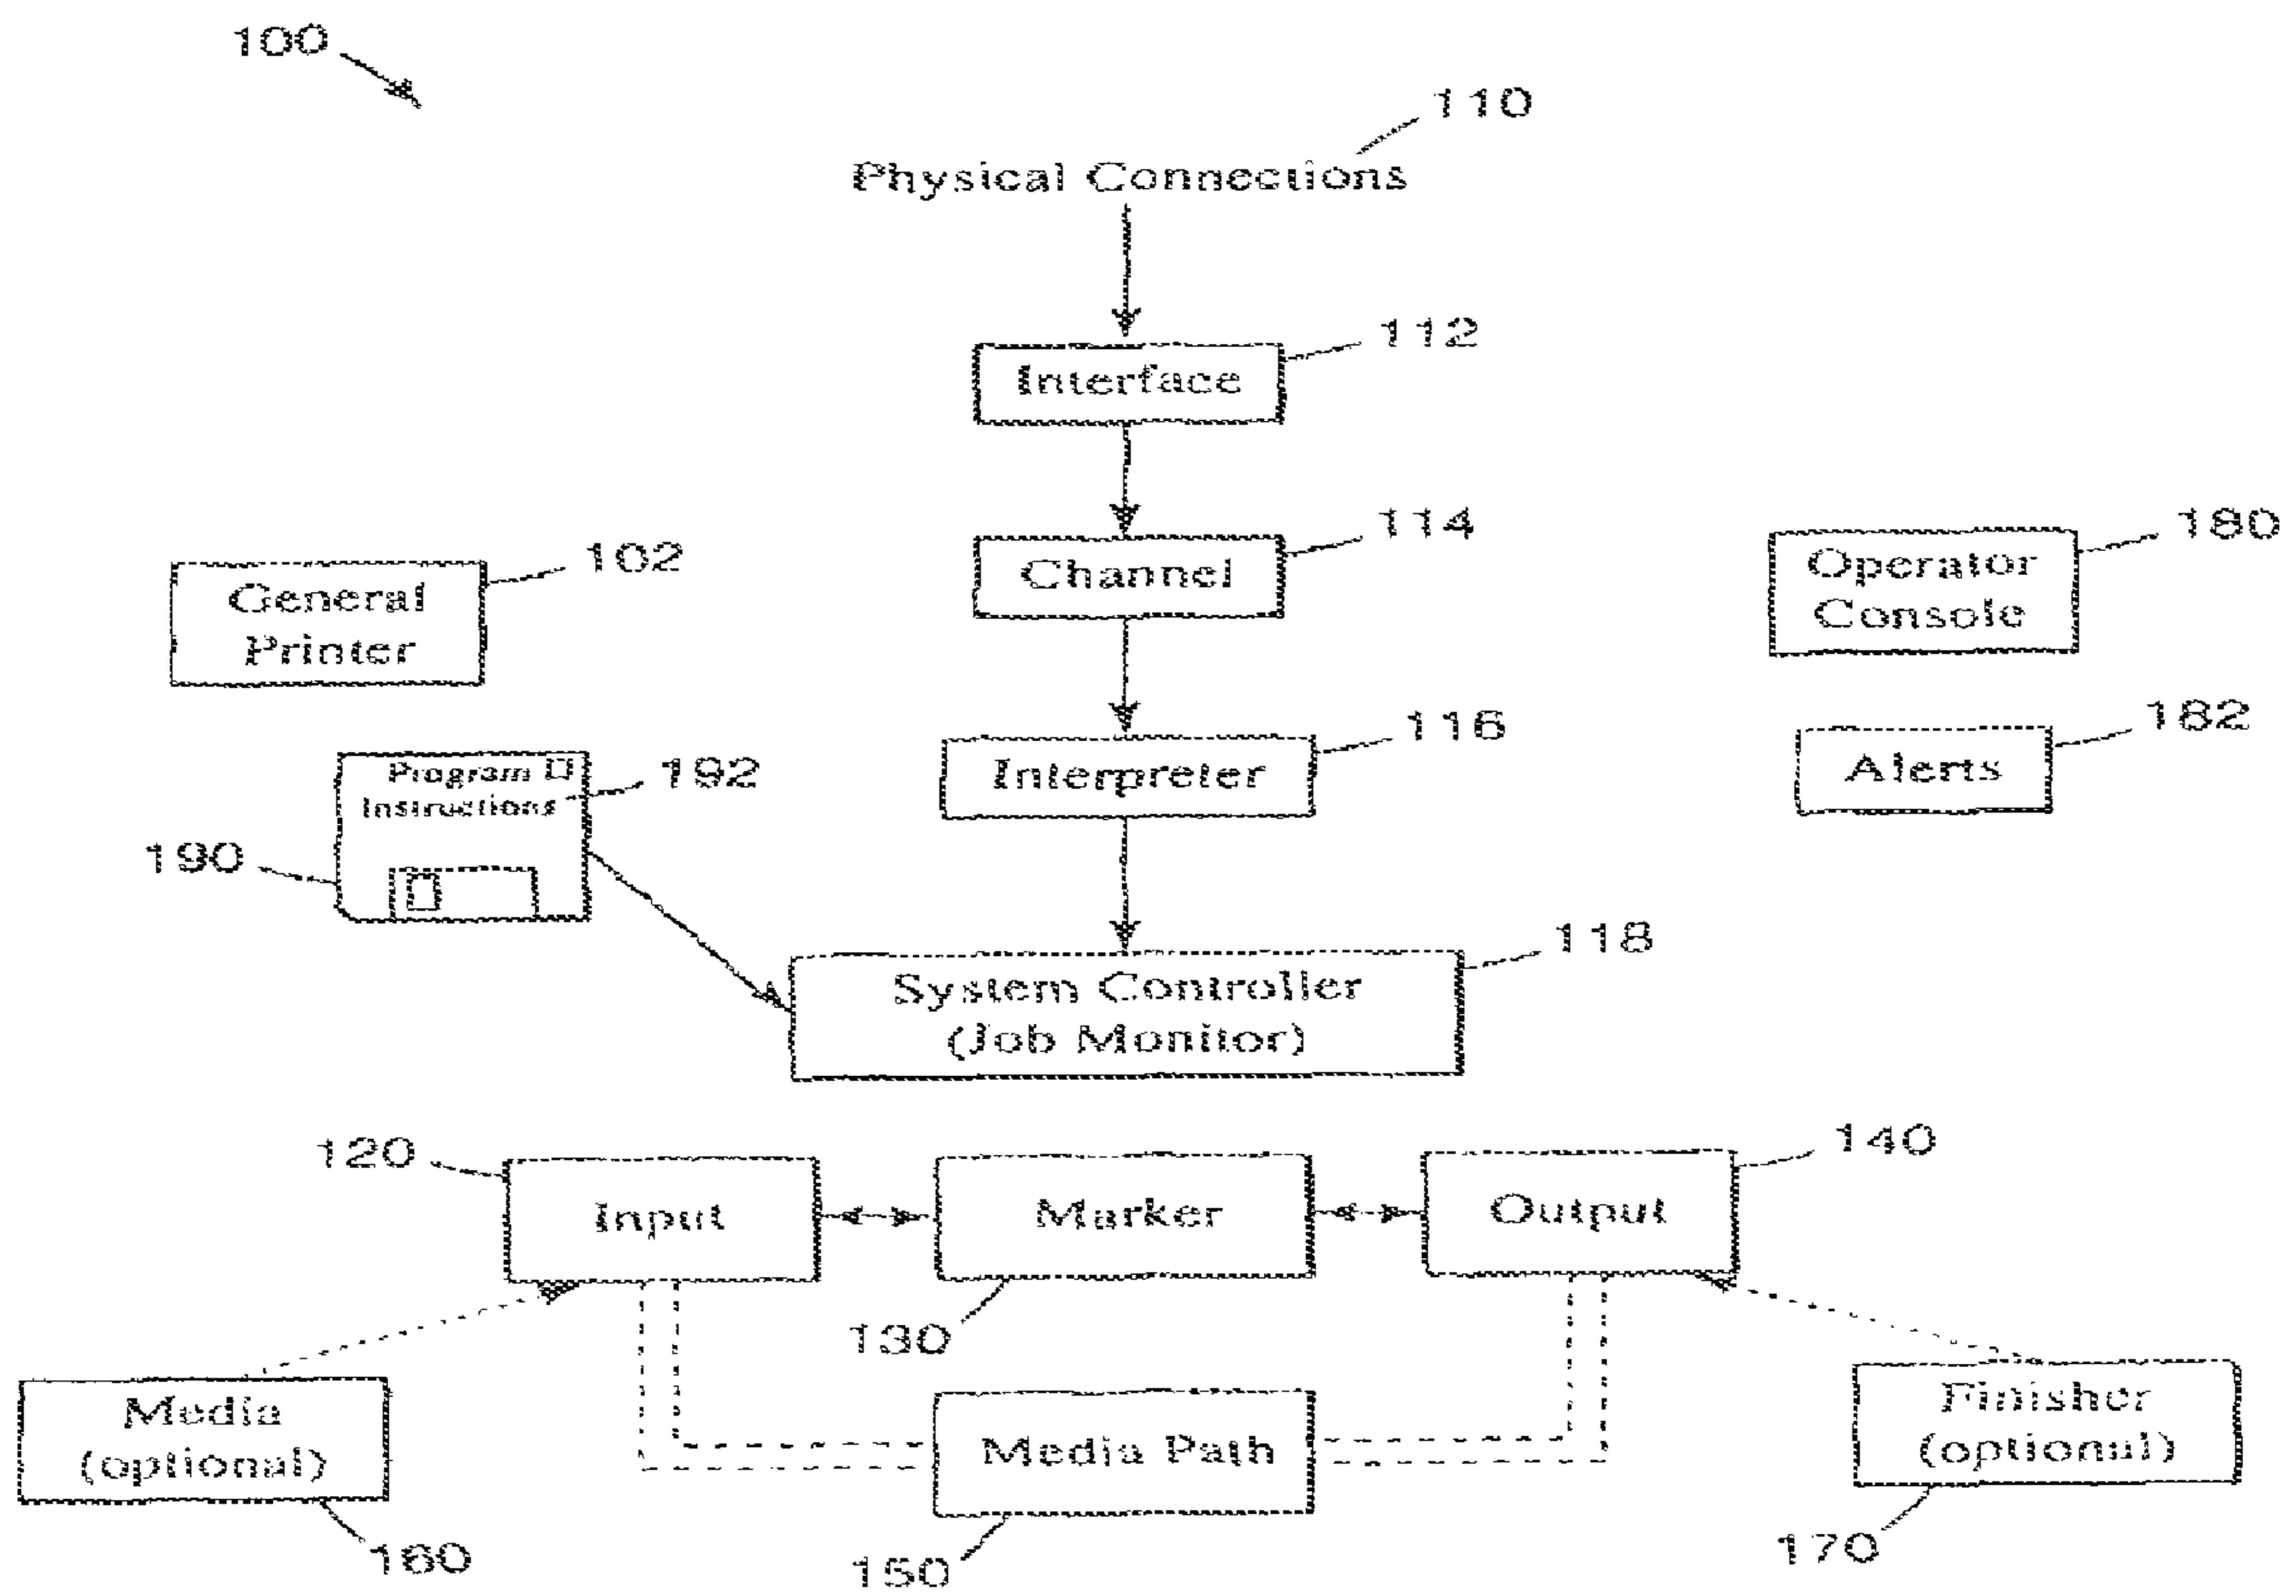 100
110
Physical Connections
112
Interface
114
Channel
180
Operator
Console
102
General
Printer
116
Interpreter
182
Alerts
Program
Instructions
192
190
118
System Controller
(Job Monitor)
120
Input
Marker
140
Output
130
Media
(optional)
Media Path
Finisher
(optional)
160
150
170